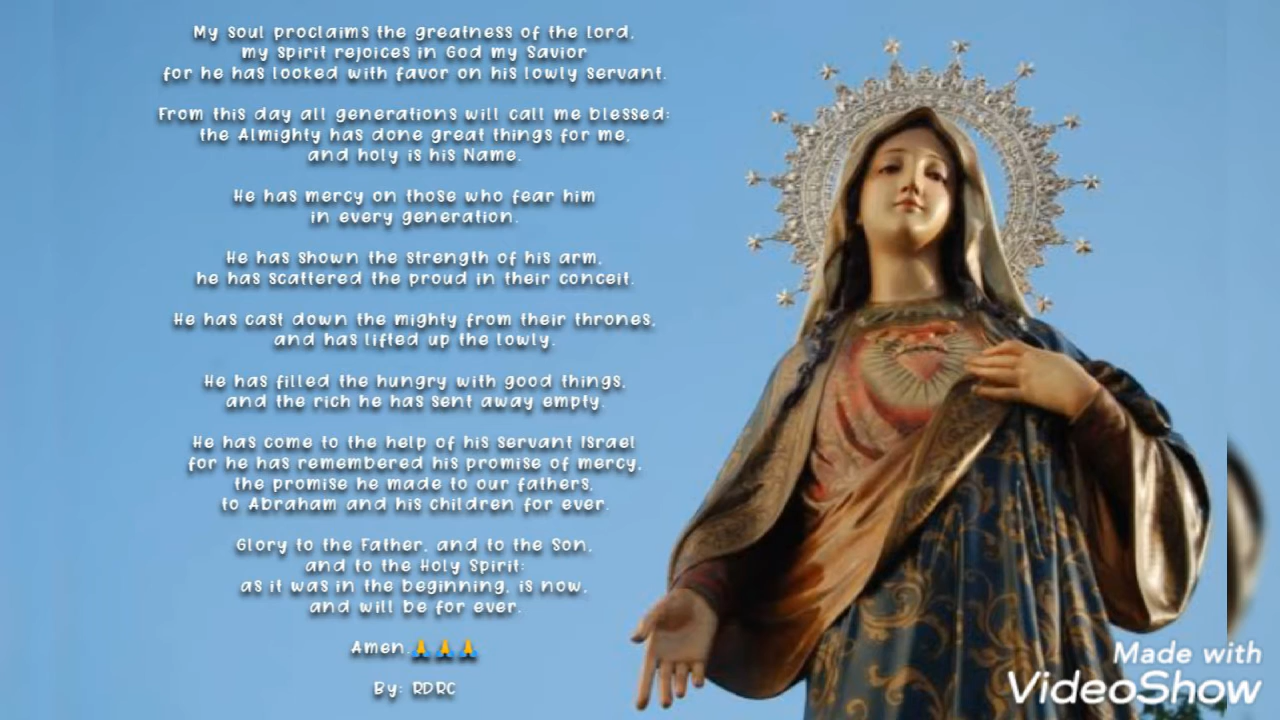 My soul proclaims the greatness of the lord,
my spirit rejoices in God my Savior
for he has looked with favor on his lowly servant.
From this day all generations will call me blessed:
the Almighty has done great things for me,
and holy is his Name.
He has mercy on those who fear him
in every generation.
He has shown the strength of his arm,
he has scattered the proud in their conceit.
He has cast down the mighty from their thrones,
and has lifted up the lowly.
He has filled the hungry with good things,
and the rich he has sent away empty.
He has come to the help of his servant Israel
for he has remembered his promise of mercy,
the promise he made to our fathers,
to Abraham and his children for ever.
Glory to the Father, and to the Son,
and to the Holy Spirit:
as it was in the beginning, is now,
and will be for ever.
Amen.🙏🙏🙏
By: RDRC
Made with
VideoShow